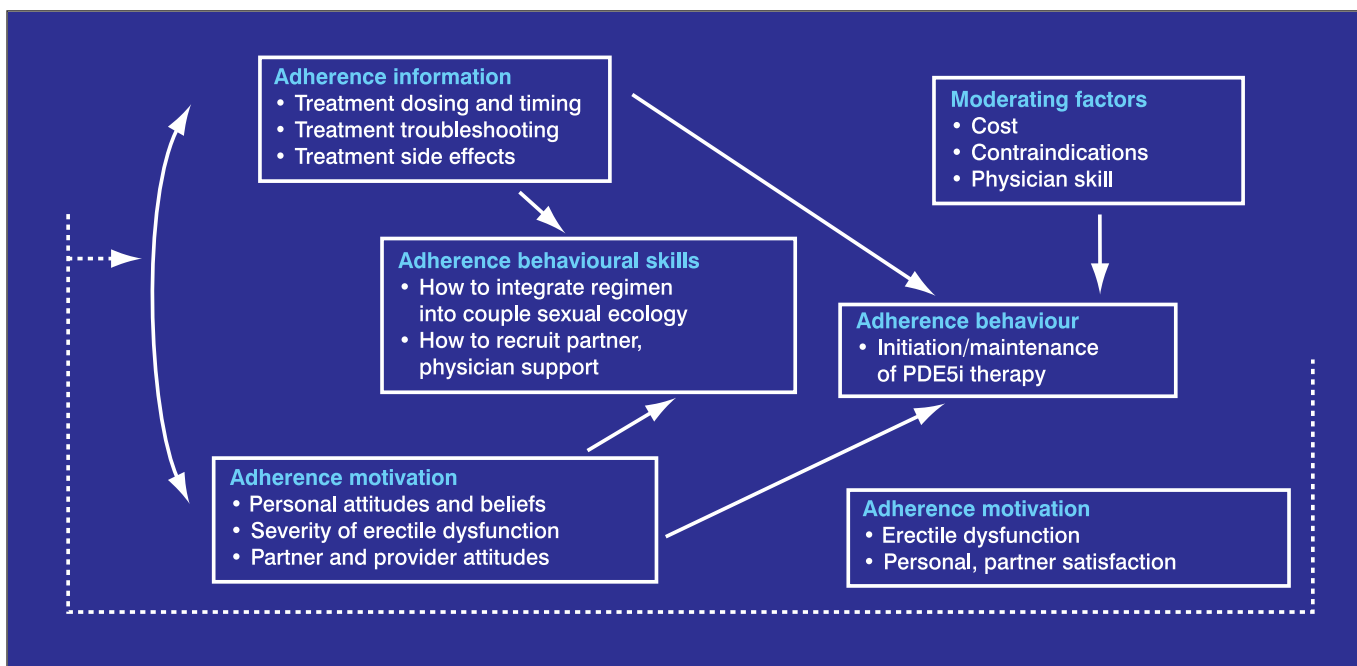 Adherence information
• Treatment dosing and timing
• Treatment troubleshooting
• Treatment side effects
Moderating factors
• Cost
• Contraindications
• Physician skill
Adherence behavioural skills
• How to integrate regimen
into couple sexual ecology
• How to recruit partner,
physician support
Adherence behaviour
• Initiation/maintenance
of PDE5i therapy
Adherence motivation
• Personal attitudes and beliefs
• Severity of erectile dysfunction
• Partner and provider attitudes
Adherence motivation
• Erectile dysfunction
• Personal, partner satisfaction